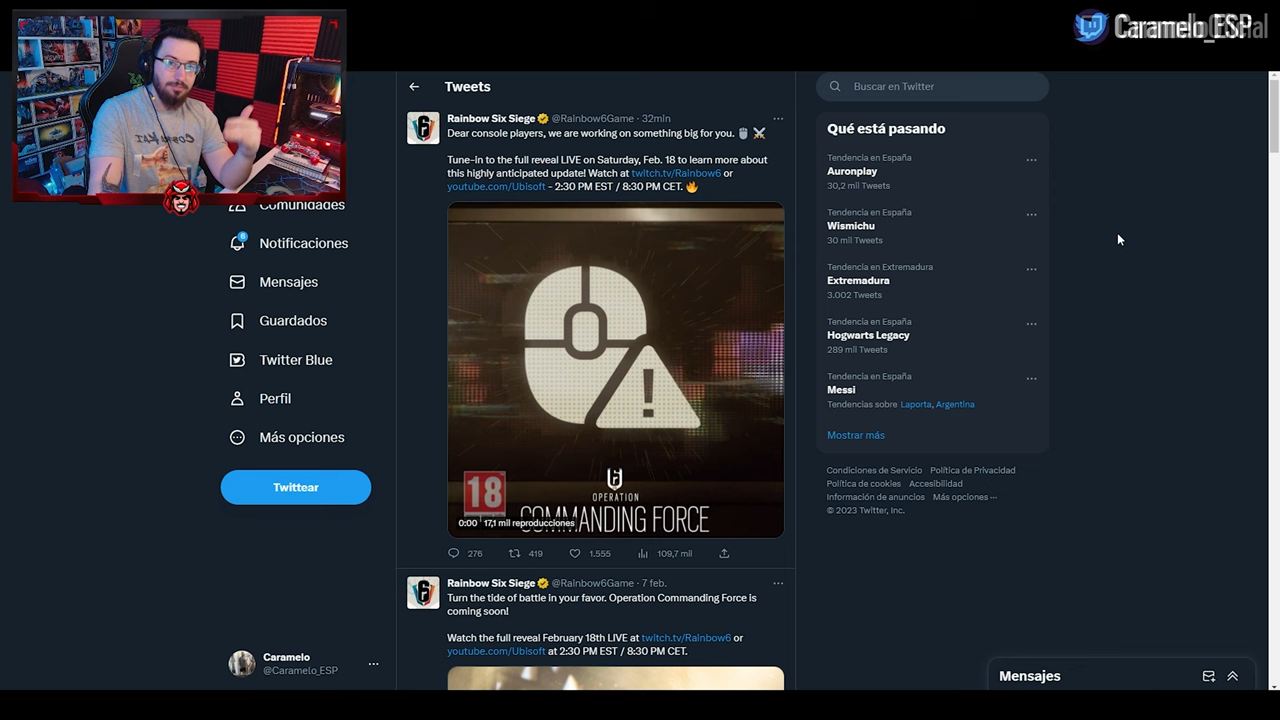 Caramelo_ESP
Tweets
Rainbow Six Siege @Rainbow6Game · 32min
Dear console players, we are working on something big for you.
Tune-in to the full reveal LIVE on Saturday, Feb. 18 to learn more about
this highly anticipated update! Watch at twitch.tv/Rainbow6 or
youtube.com/Ubisoft - 2:30 PM EST / 8:30 PM CET.
18
OPERATION
COMMANDING FORCE
0:00 17,1 mil reproducciones
276 419 1.555 109,7 mil
Rainbow Six Siege @Rainbow6Game · 7 feb.
Turn the tide of battle in your favor. Operation Commanding Force is
coming soon!
Watch the full reveal February 18th LIVE at twitch.tv/Rainbow6 or
youtube.com/Ubisoft at 2:30 PM EST / 8:30 PM CET.
Comunidades
6
Notificaciones
Mensajes
Guardados
Twitter Blue
Perfil
Más opciones
Twittear
Caramelo
@Caramelo_ESP
Buscar en Twitter
Qué está pasando
Tendencia en España
Auronplay
30,2 mil Tweets
Tendencia en España
Wismichu
30 mil Tweets
Tendencia en Extremadura
Extremadura
3.002 Tweets
Tendencia en España
Hogwarts Legacy
289 mil Tweets
Tendencia en España
Messi
Tendencias sobre Laporta, Argentina
Mostrar más
Condiciones de Servicio Política de Privacidad
Política de cookies Accesibilidad
Información de anuncios Más opciones ···
© 2023 Twitter, Inc.
Mensajes